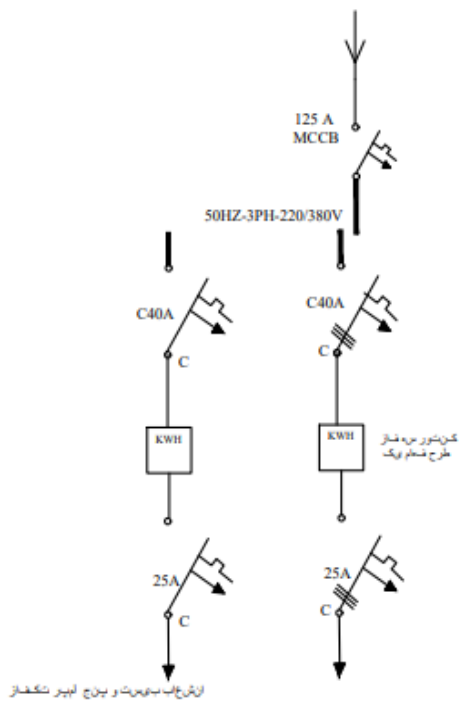 125 A
MCCB
50HZ-3PH-220/380V
C40A
C
C40A
C
KWH
KWH
کنتور سه فاز
طرح فهام یک
25A
C
25A
C
انشعاب بیست و پنج آمپر تکفاز